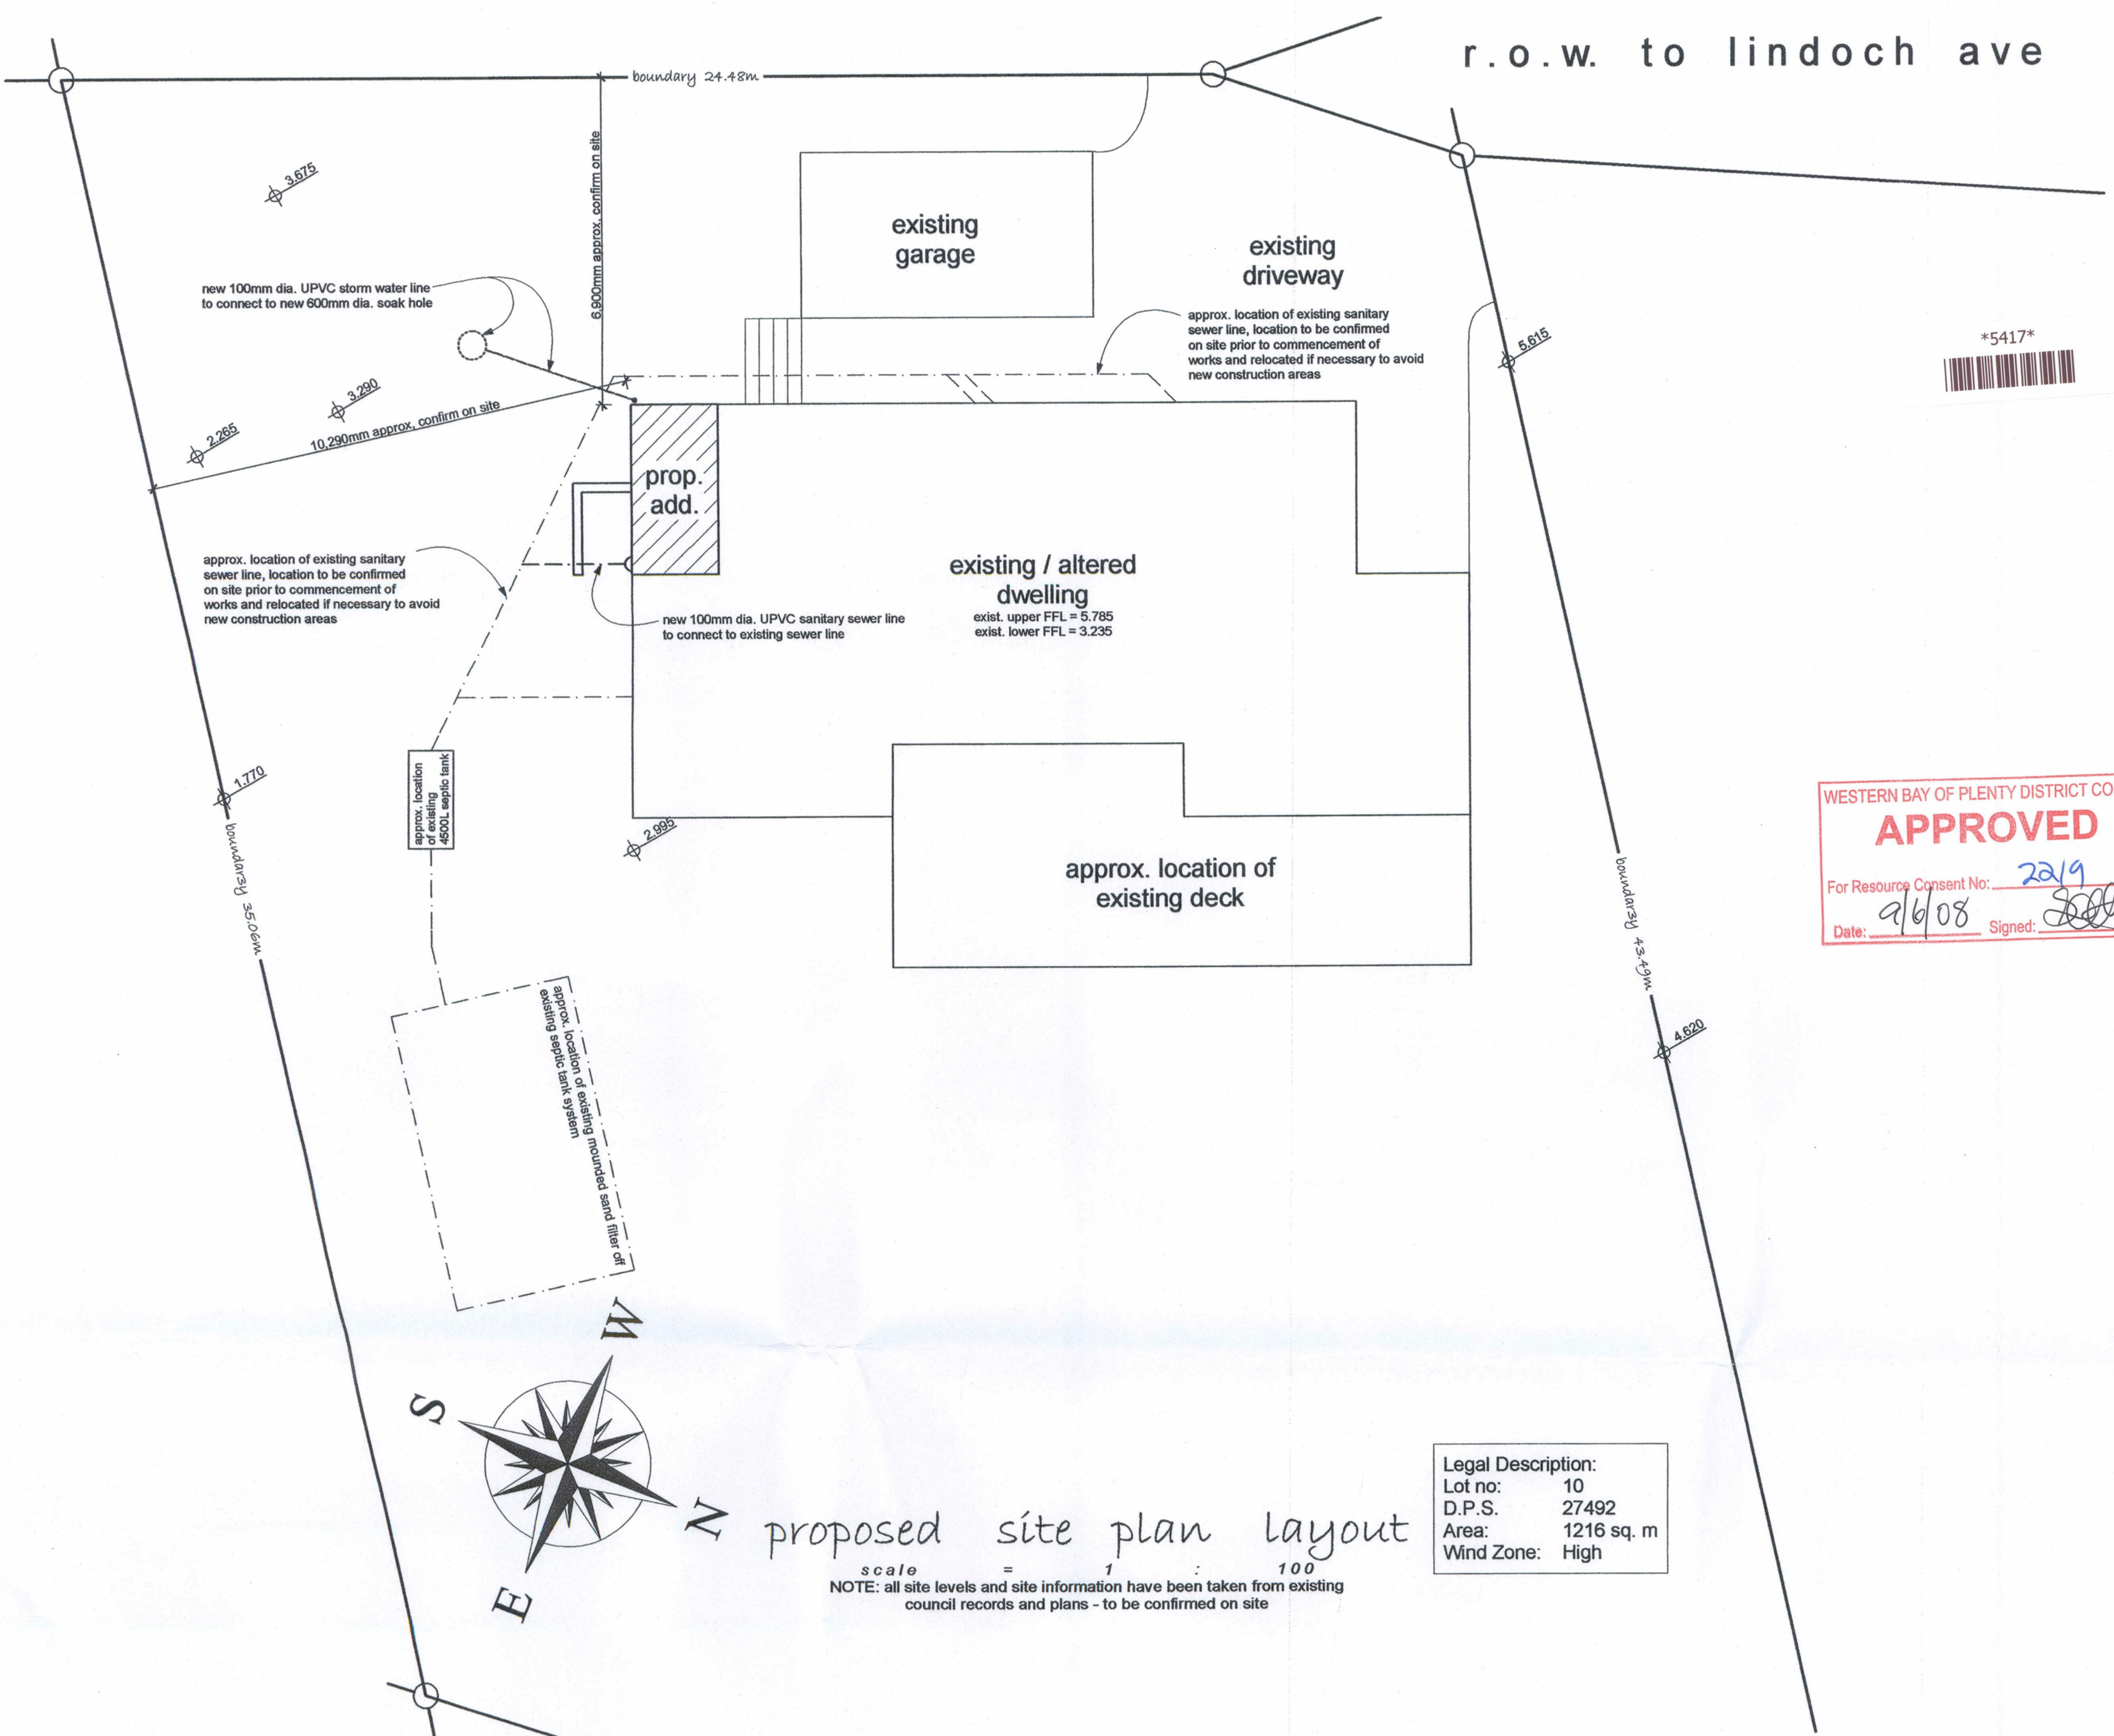 r.o.w. to lindoch ave
boundary 24.48m
6,900mm approx, confirm on site
3.675
existing
garage
existing
driveway
new 100mm dia. UPVC storm water line
to connect to new 600mm dia. soak hole
approx. location of existing sanitary
sewer line, location to be confirmed
on site prior to commencement of
works and relocated if necessary to avoid
new construction areas
5.615
*5417*
3.290
2.265
10,290mm approx, confirm on site
prop.
add.
approx. location of existing sanitary
sewer line, location to be confirmed
on site prior to commencement of
works and relocated if necessary to avoid
new construction areas
existing / altered
dwelling
exist. upper FFL = 5.785
exist. lower FFL = 3.235
new 100mm dia. UPVC sanitary sewer line
to connect to existing sewer line
1.770
approx. location
of existing
4500L septic tank
2.995
boundar3y 35.06m
approx. location of
existing deck
boundar3y 43.49m
WESTERN BAY OF PLENTY DISTRICT CO
APPROVED
For Resource Consent No: 2219
Date: 9/6/08 Signed:
4.620
approx. location of existing mounded sand filter off
existing septic tank system
W
S
N
E
proposed site plan layout
scale = 1 : 100
NOTE: all site levels and site information have been taken from existing
council records and plans - to be confirmed on site
Legal Description:
Lot no: 10
D.P.S. 27492
Area: 1216 sq. m
Wind Zone: High